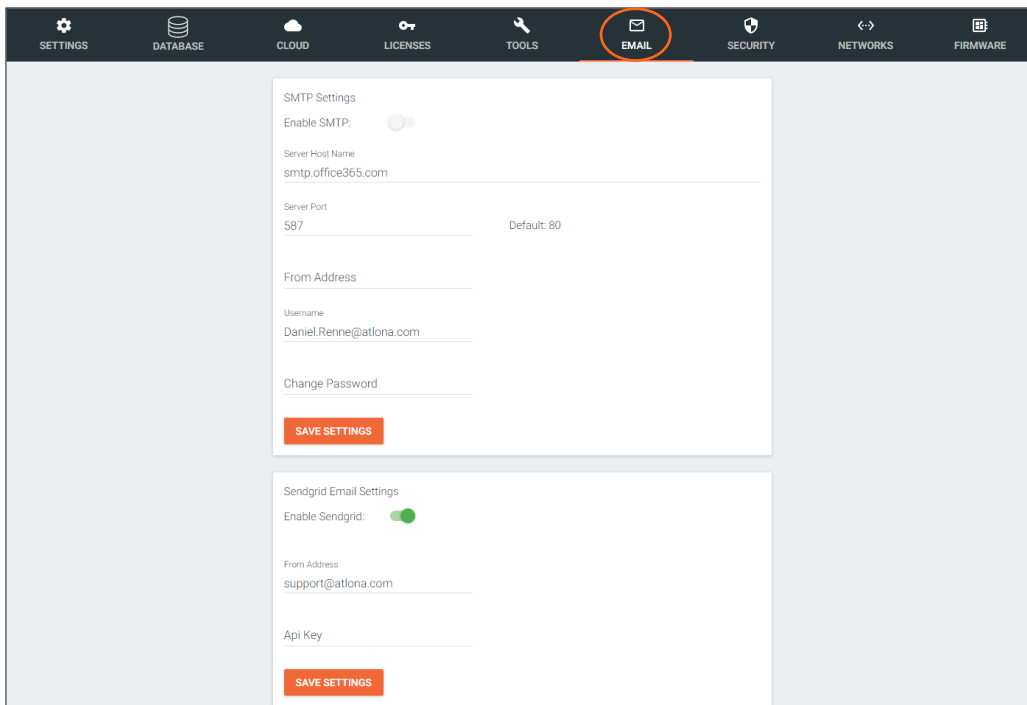 SETTINGS DATABASE CLOUD LICENSES TOOLS EMAIL SECURITY NETWORKS FIRMWARE
SMTP Settings
Enable SMTP:
Server Host Name
smtp.office365.com
Server Port
587 Default: 80
From Address
Username
Daniel.Renne@atlona.com
Change Password
SAVE SETTINGS
Sendgrid Email Settings
Enable Sendgrid:
From Address
support@atlona.com
Api Key
SAVE SETTINGS